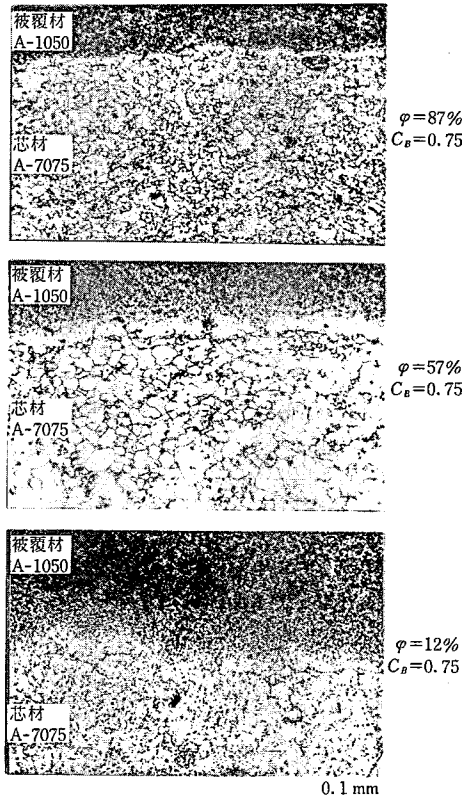 被覆材
A-1050
芯材
A-7075
φ=87%
C_B=0.75
被覆材
A-1050
芯材
A-7075
φ=57%
C_B=0.75
被覆材
A-1050
芯材
A-7075
φ=12%
C_B=0.75
0.1 mm